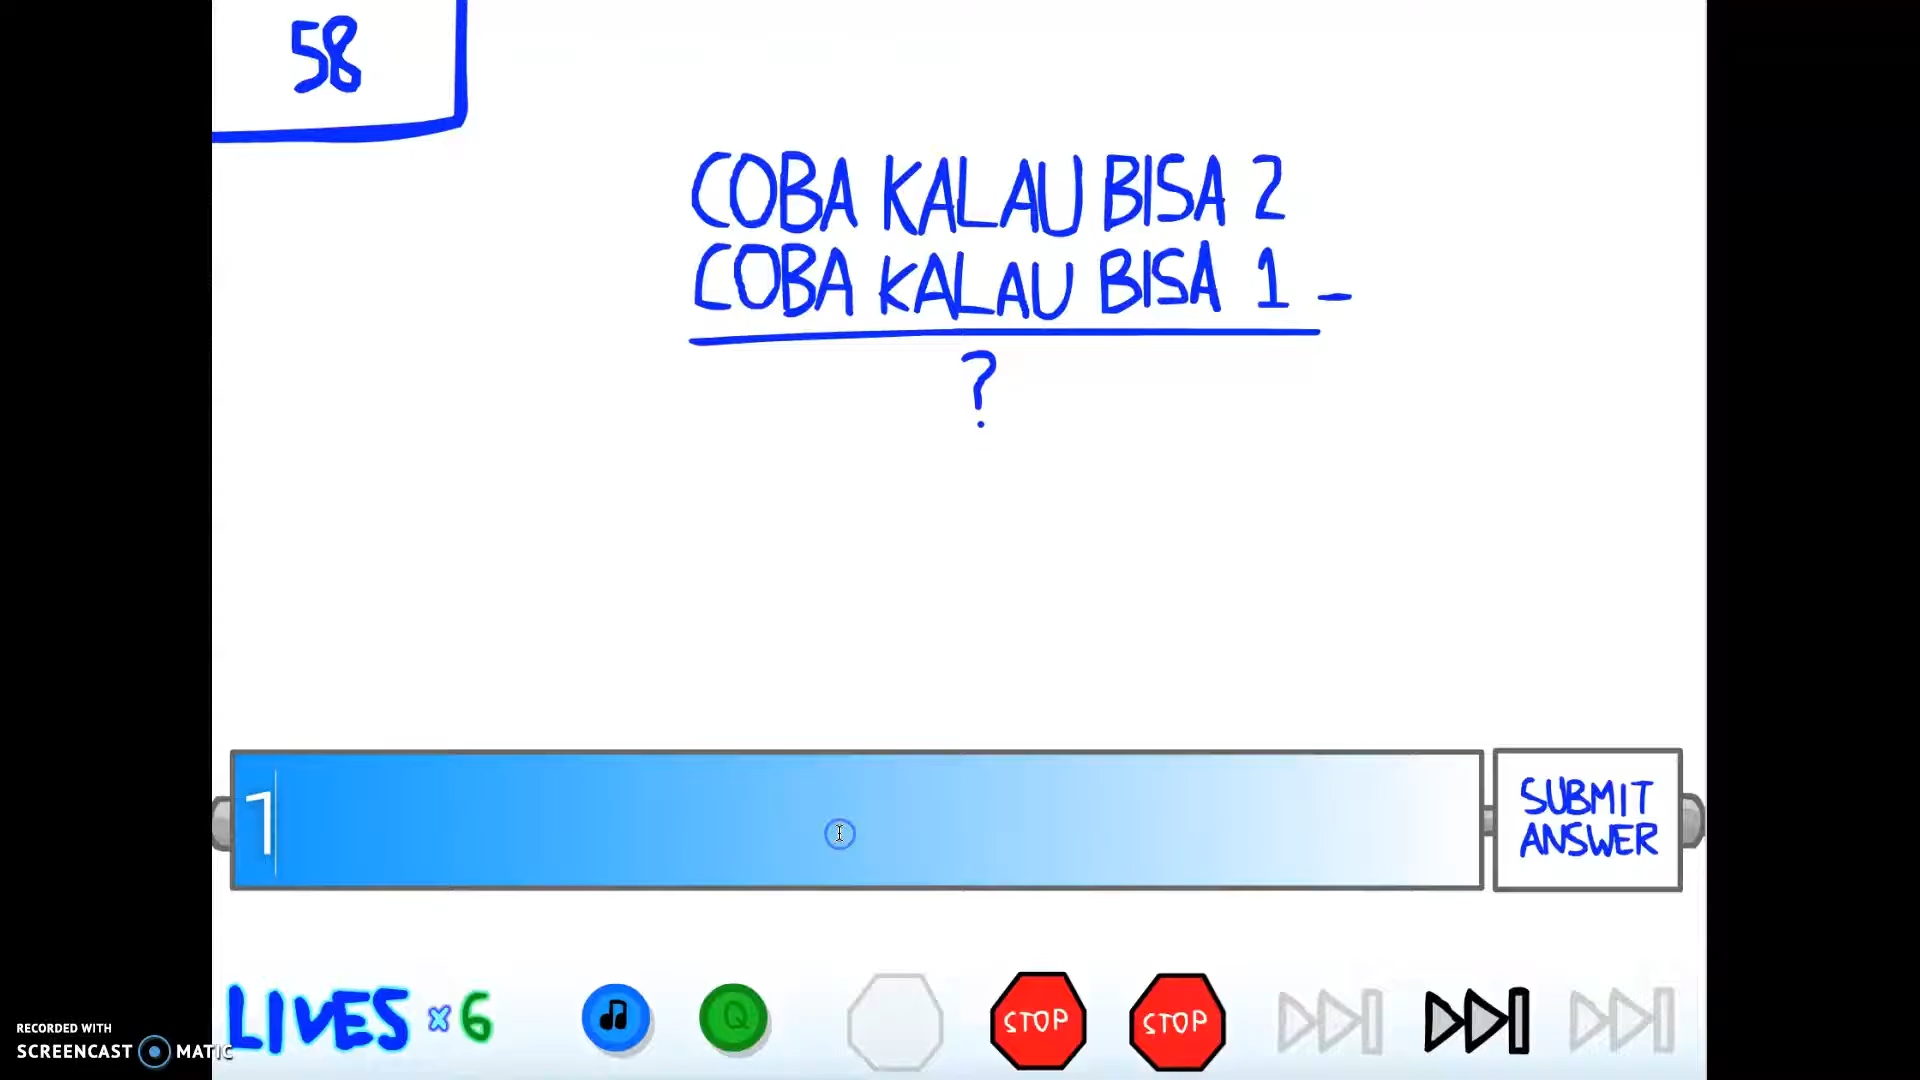 58
COBA KALAU BISA 2
COBA KALAU BISA 1 -
?
1
SUBMIT
ANSWER
LIVES x 6
Q
STOP
STOP
RECORDED WITH
SCREENCAST MATIC